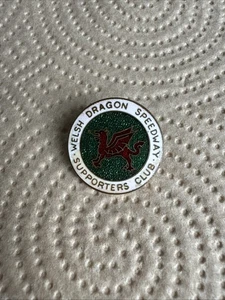 WELSH DRAGON SPEEDWAY
· SUPPORTERS CLUB ·